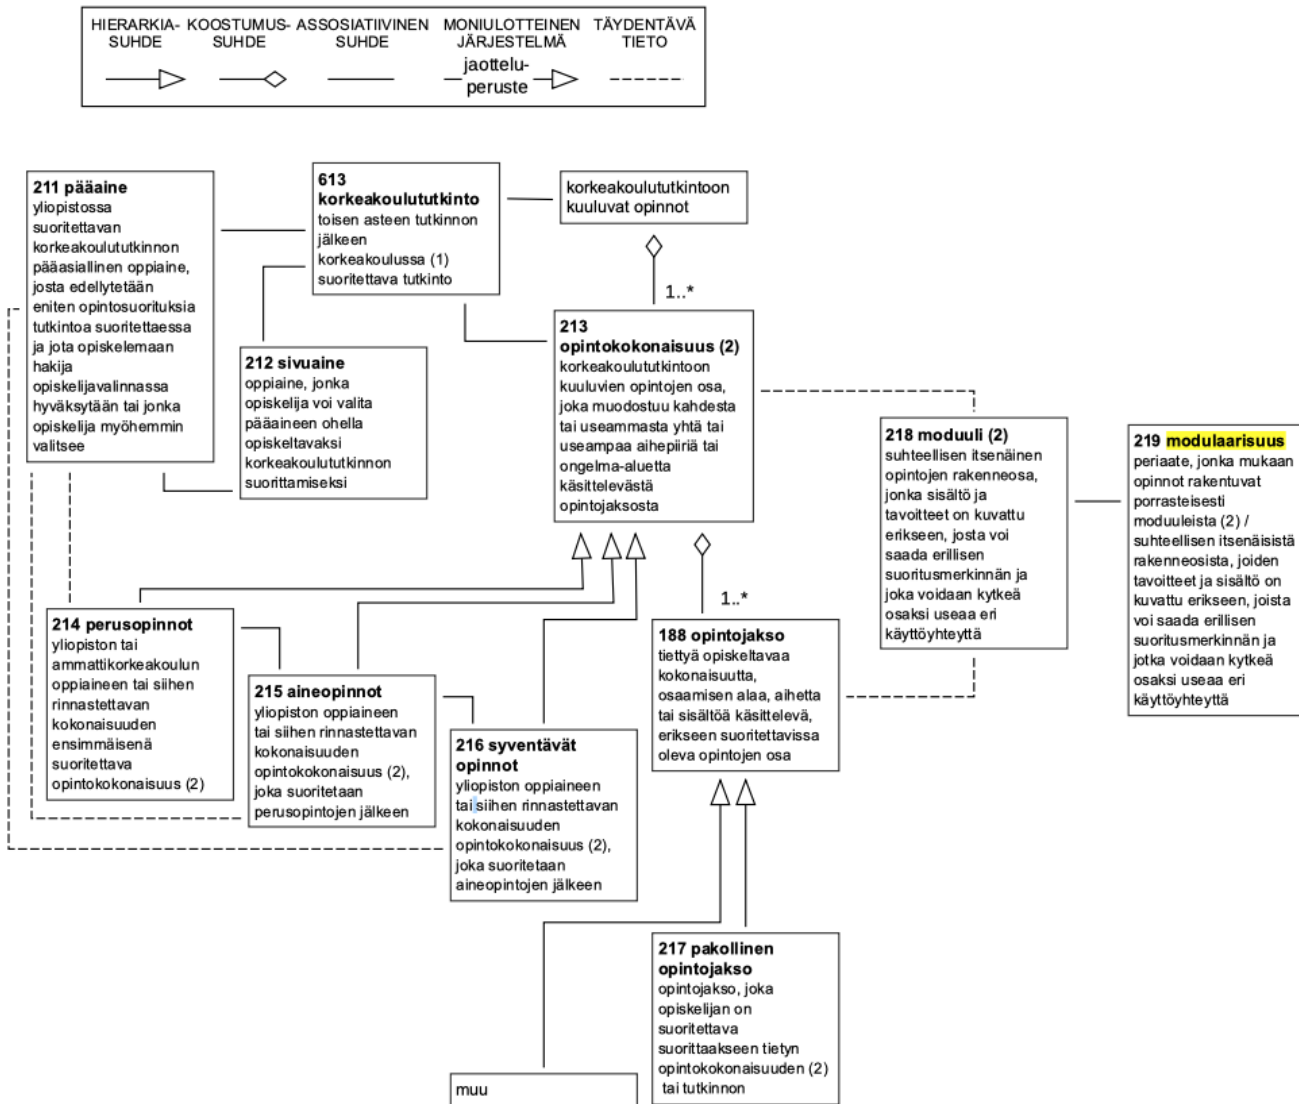 HIERARKIA-
SUHDE
KOOSTUMUS-
SUHDE
ASSOSIATIIVINEN
SUHDE
MONIULOTTEINEN
JÄRJESTELMÄ
TÄYDENTÄVÄ
TIETO
jaottelu-
peruste
211 pääaine
yliopistossa
suoritettavan
korkeakoulututkinnon
pääasiallinen oppiaine,
josta edellytetään
eniten opintosuorituksia
tutkintoa suoritettaessa
ja jota opiskelemaan
hakija
opiskelijavalinnassa
hyväksytään tai jonka
opiskelija myöhemmin
valitsee
613
korkeakoulututkinto
toisen asteen tutkinnon
jälkeen
korkeakoulussa (1)
suoritettava tutkinto
korkeakoulututkintoon
kuuluvat opinnot
1..*
212 sivuaine
oppiaine, jonka
opiskelija voi valita
pääaineen ohella
opiskeltavaksi
korkeakoulututkinnon
suorittamiseksi
213
opintokokonaisuus (2)
korkeakoulututkintoon
kuuluvien opintojen osa,
joka muodostuu kahdesta
tai useammasta yhtä tai
useampaa aihepiiriä tai
ongelma-aluetta
käsittelevästä
opintojaksosta
218 moduuli (2)
suhteellisen itsenäinen
opintojen rakenneosa,
jonka sisältö ja
tavoitteet on kuvattu
erikseen, josta voi
saada erillisen
suoritusmerkinnän ja
joka voidaan kytkeä
osaksi useaa eri
käyttöyhteyttä
219 modulaarisuus
periaate, jonka mukaan
opinnot rakentuvat
porrasteisesti
moduuleista (2) /
suhteellisen itsenäisistä
rakenneosista, joiden
tavoitteet ja sisältö on
kuvattu erikseen, joista
voi saada erillisen
suoritusmerkinnän ja
jotka voidaan kytkeä
osaksi useaa eri
käyttöyhteyttä
1..*
214 perusopinnot
yliopiston tai
ammattikorkeakoulun
oppiaineen tai siihen
rinnastettavan
kokonaisuuden
ensimmäisenä
suoritettava
opintokokonaisuus (2)
215 aineopinnot
yliopiston oppiaineen
tai siihen rinnastettavan
kokonaisuuden
opintokokonaisuus (2),
joka suoritetaan
perusopintojen jälkeen
216 syventävät
opinnot
yliopiston oppiaineen
tai siihen rinnastettavan
kokonaisuuden
opintokokonaisuus (2),
joka suoritetaan
aineopintojen jälkeen
188 opintojakso
tiettyä opiskeltavaa
kokonaisuutta,
osaamisen alaa, aihetta
tai sisältöä käsittelevä,
erikseen suoritettavissa
oleva opintojen osa
217 pakollinen
opintojakso
opintojakso, joka
opiskelijan on
suoritettava
suorittaakseen tietyn
opintokokonaisuuden (2)
tai tutkinnon
muu